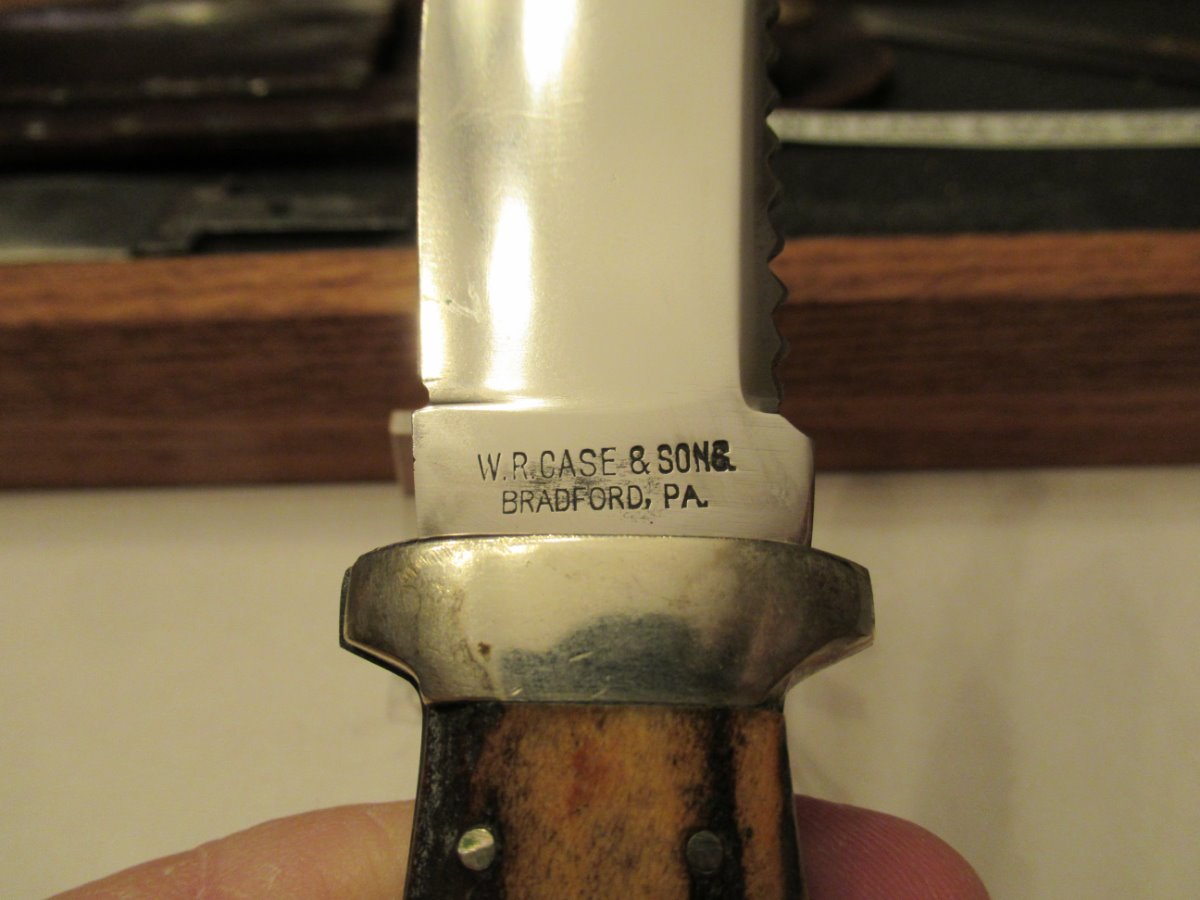 W.R.CASE & SONS.
BRADFORD, PA.